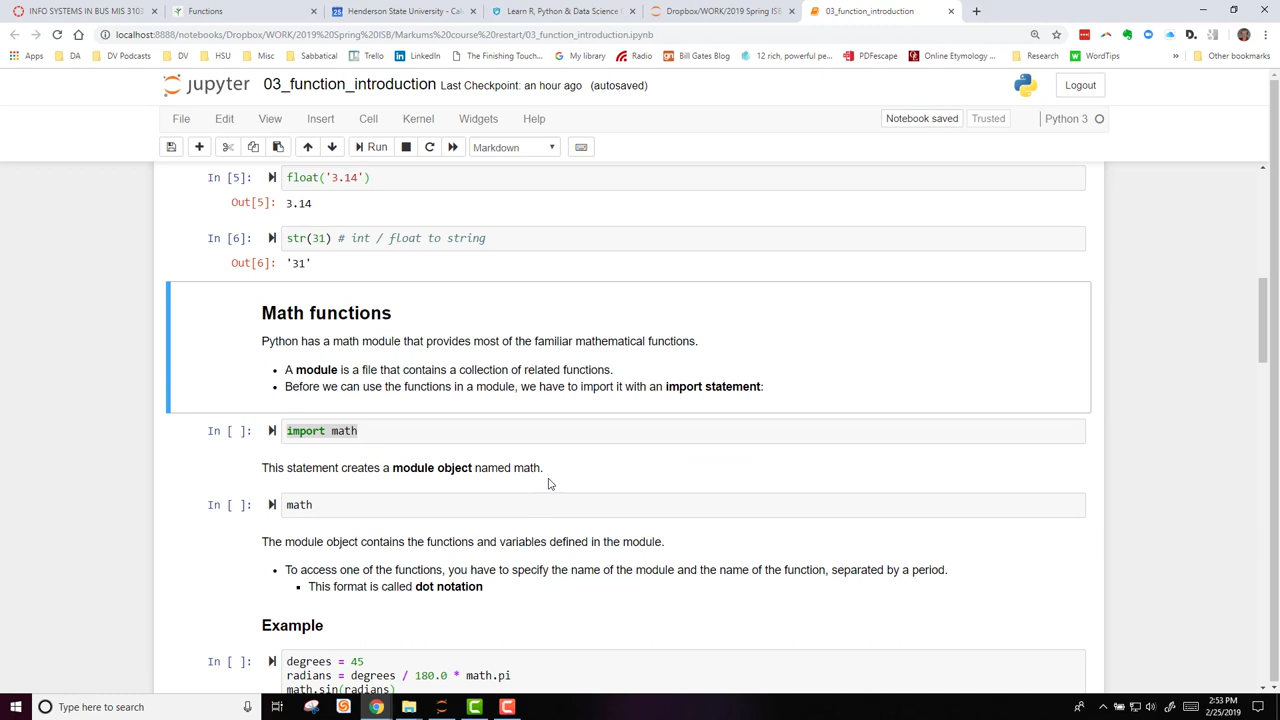 INFO SYSTEMS IN BUS MIS 3103
Functions
Henderson State University - Cal
Learn R, Python & Data Science
Dropbox/WORK/2019 Spring ISB
03_function_introduction
localhost:8888/notebooks/Dropbox/WORK/2019%20Spring%20ISB/Markus%20course%20restart/03_function_introduction.ipynb
Apps
DA
DV Podcasts
HSU
Misc
Sabbatical
Trell
LinkedIn
The Finishing Touch...
My library
Radio
Bill Gates Blog
12 rich, powerful pe...
PDFescape
Online Etymology ...
Research
WordTips
Other bookmarks
jupyter 03_function_introduction Last Checkpoint: an hour ago (autosaved)
Logout
File Edit View Insert Cell Kernel Widgets Help
Notebook saved Trusted Python 3
Run Markdown
In [5]: float('3.14')
Out[5]: 3.14
In [6]: str(31) # int / float to string
Out[6]: '31'
Math functions
Python has a math module that provides most of the familiar mathematical functions.
• A module is a file that contains a collection of related functions.
• Before we can use the functions in a module, we have to import it with an import statement:
In [ ]: import math
This statement creates a module object named math.
In [ ]: math
The module object contains the functions and variables defined in the module.
• To access one of the functions, you have to specify the name of the module and the name of the function, separated by a period.
▪ This format is called dot notation
Example
In [ ]: degrees = 45
radians = degrees / 180.0 * math.pi
math.sin(radians)
Type here to search
2:53 PM
2/25/2019